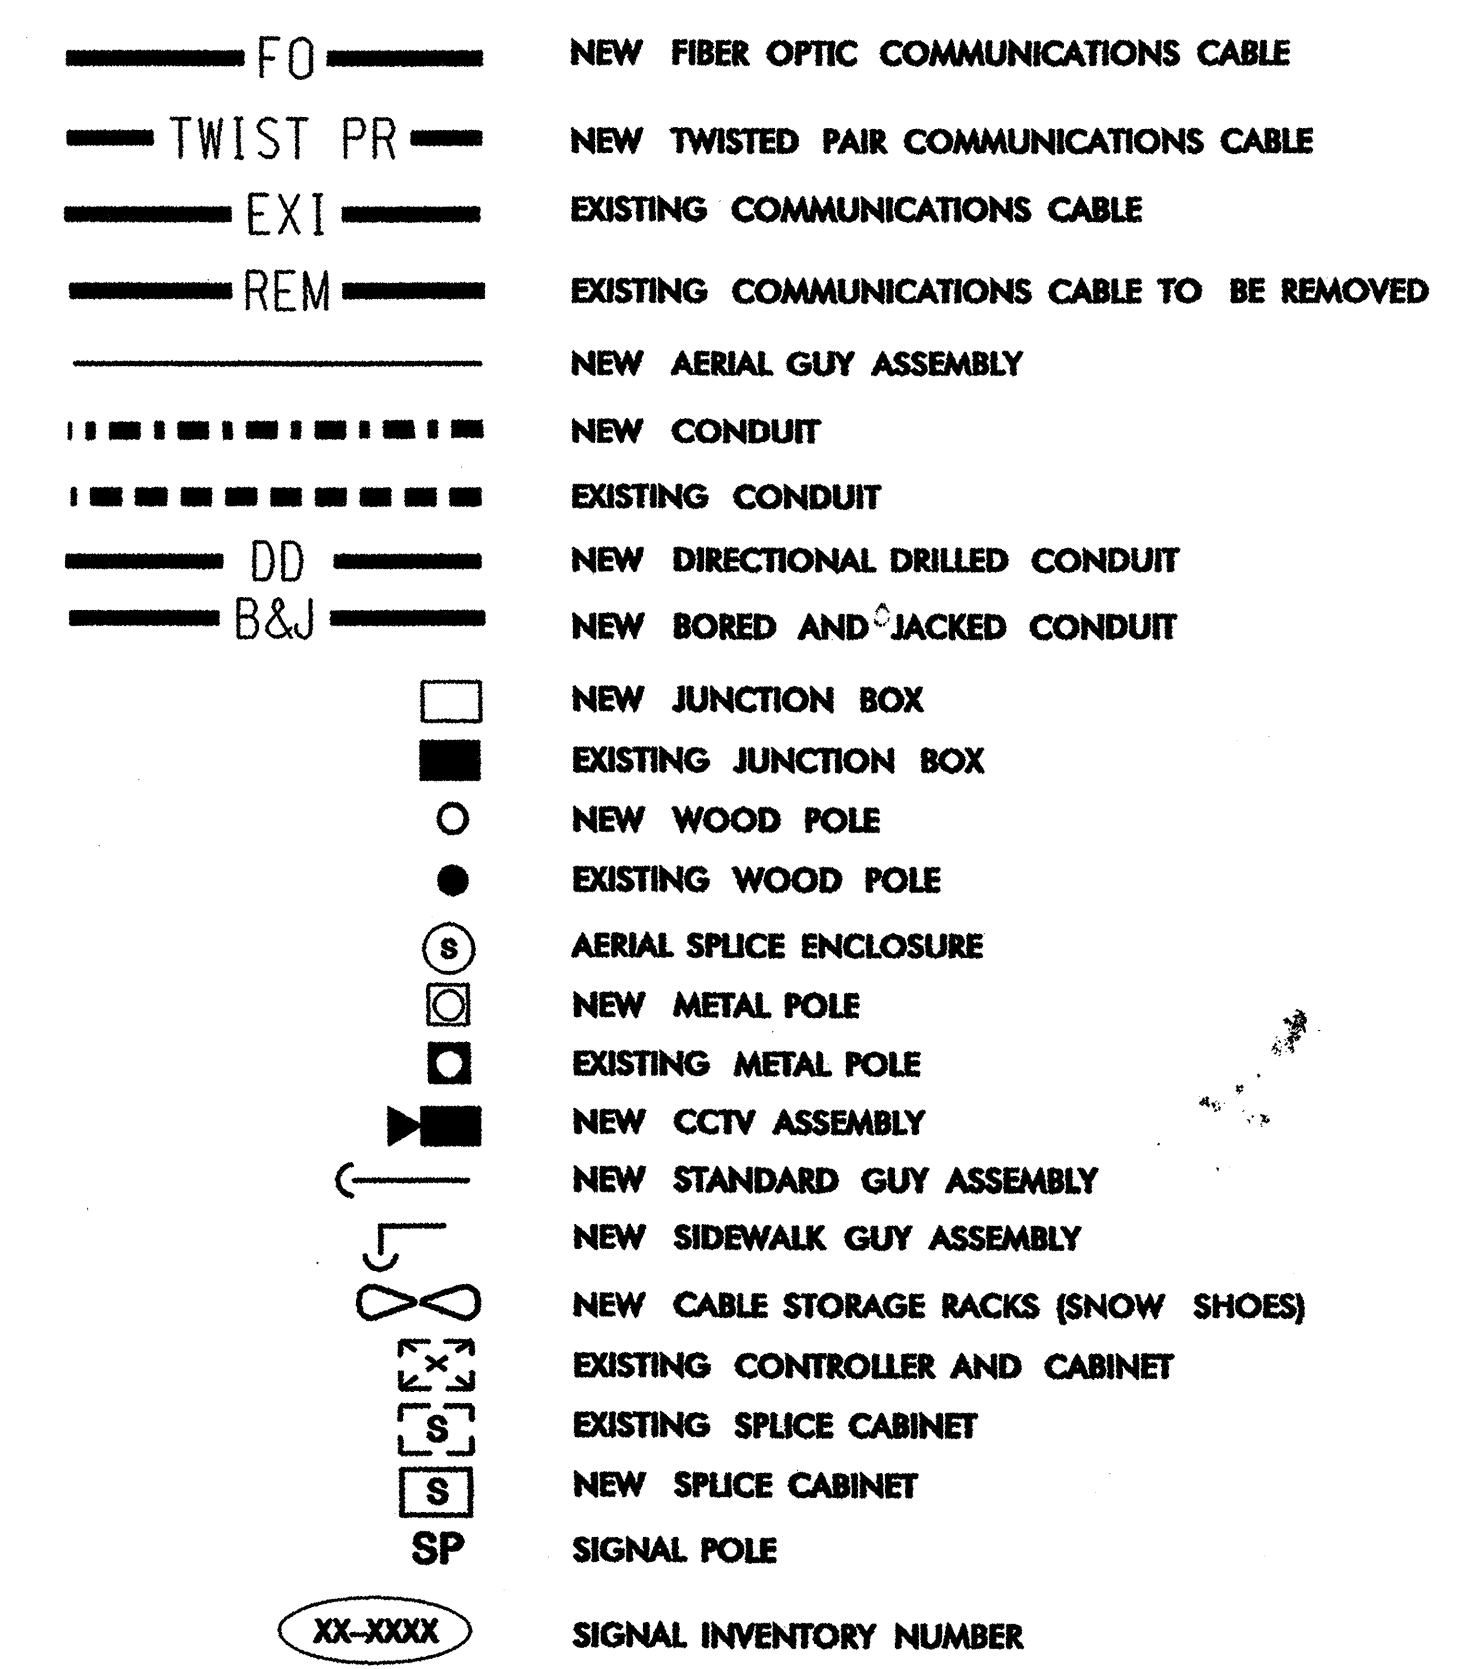 FO NEW FIBER OPTIC COMMUNICATIONS CABLE
TWIST PR NEW TWISTED PAIR COMMUNICATIONS CABLE
EXI EXISTING COMMUNICATIONS CABLE
REM EXISTING COMMUNICATIONS CABLE TO BE REMOVED
NEW AERIAL GUY ASSEMBLY
NEW CONDUIT
EXISTING CONDUIT
DD NEW DIRECTIONAL DRILLED CONDUIT
B&J NEW BORED AND JACKED CONDUIT
NEW JUNCTION BOX
EXISTING JUNCTION BOX
NEW WOOD POLE
EXISTING WOOD POLE
S AERIAL SPLICE ENCLOSURE
NEW METAL POLE
EXISTING METAL POLE
NEW CCTV ASSEMBLY
NEW STANDARD GUY ASSEMBLY
NEW SIDEWALK GUY ASSEMBLY
NEW CABLE STORAGE RACKS (SNOW SHOES)
X EXISTING CONTROLLER AND CABINET
S EXISTING SPLICE CABINET
S NEW SPLICE CABINET
SP SIGNAL POLE
XX-XXXX SIGNAL INVENTORY NUMBER